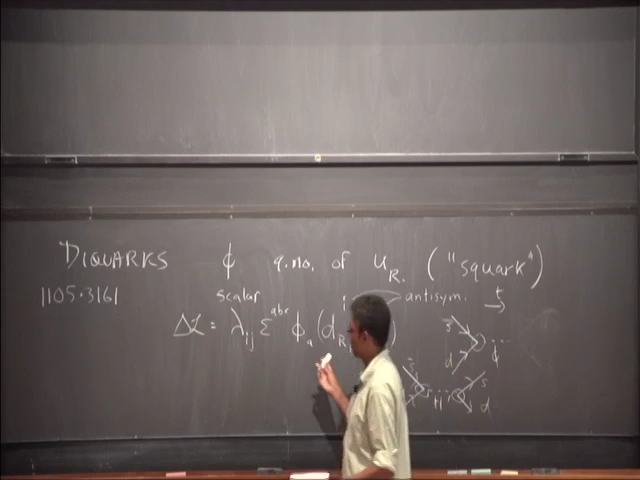 DIQUARKS ϕ q.no. of u_R. ("squark")
1105.3161
scalar antisym. t →
Δℒ = λ_ij ε^abc ϕ_a (d_R )
s
d ϕ
s s
d